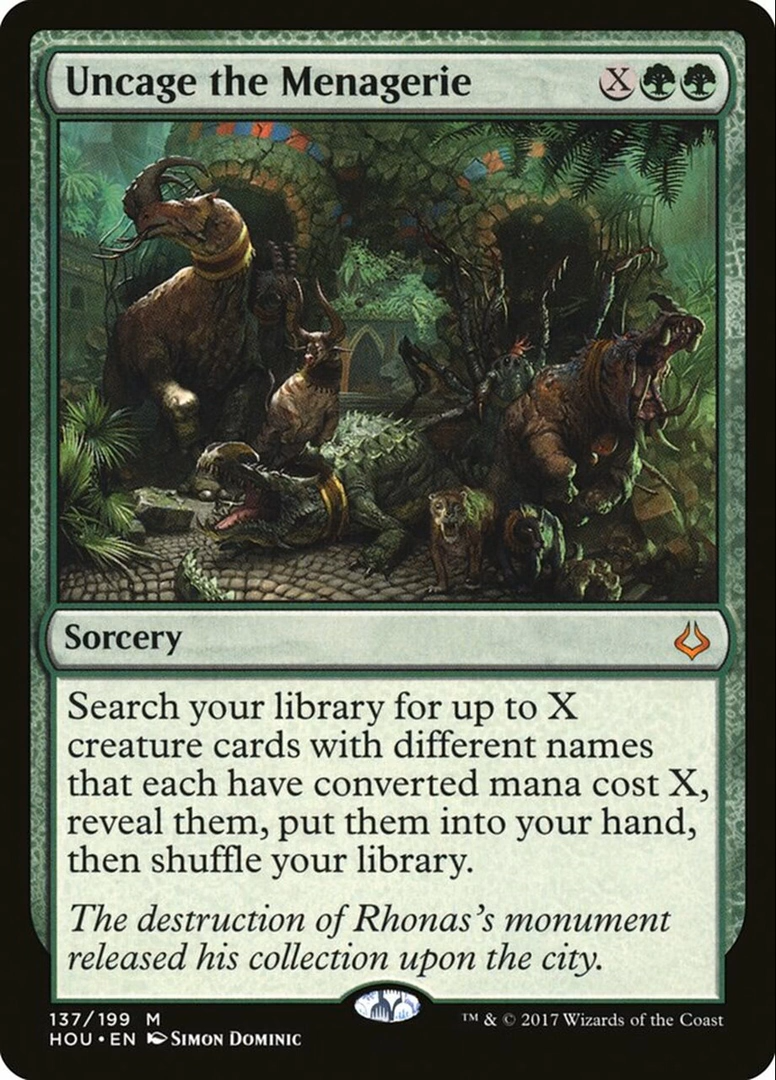 Uncage the Menagerie X
Sorcery
Search your library for up to X
creature cards with different names
that each have converted mana cost X,
reveal them, put them into your hand,
then shuffle your library.
The destruction of Rhonas's monument
released his collection upon the city.
137/199 M
HOU • EN Simon Dominic
™ & © 2017 Wizards of the Coast